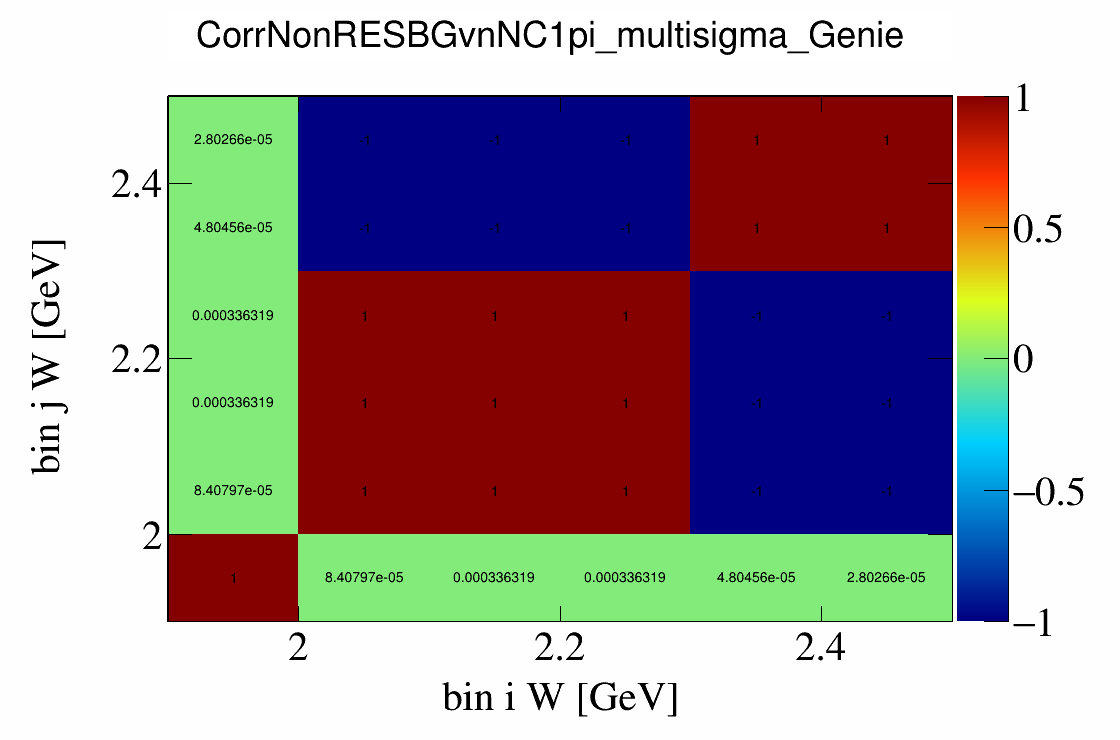 CorrNonRESBGvnNC1pi_multisigma_Genie
2.80266e-05 -1 -1 -1 1 1
4.80456e-05 -1 -1 -1 1 1
0.000336319 1 1 1 -1 -1
0.000336319 1 1 1 -1 -1
8.40797e-05 1 1 1 -1 -1
1 8.40797e-05 0.000336319 0.000336319 4.80456e-05 2.80266e-05
2.4
2.2
2
bin j W [GeV]
2 2.2 2.4
bin i W [GeV]
1
0.5
0
−0.5
−1